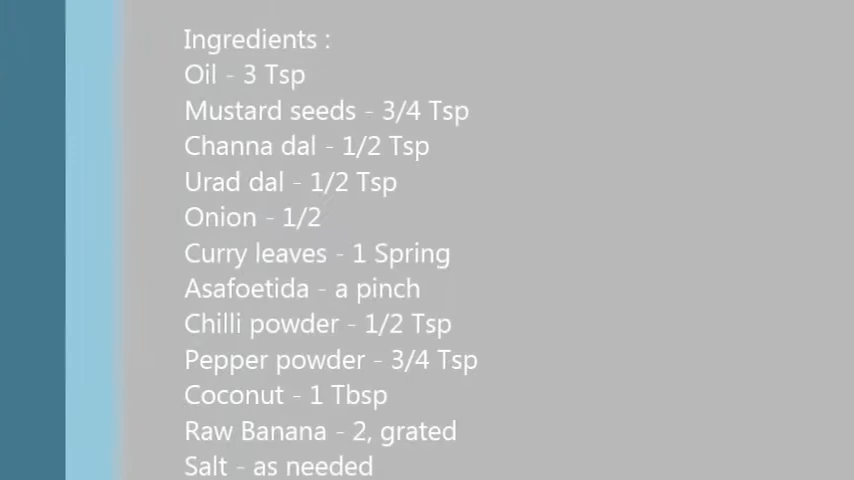 Ingredients :
Oil - 3 Tsp
Mustard seeds - 3/4 Tsp
Channa dal - 1/2 Tsp
Urad dal - 1/2 Tsp
Onion - 1/2
Curry leaves - 1 Spring
Asafoetida - a pinch
Chilli powder - 1/2 Tsp
Pepper powder - 3/4 Tsp
Coconut - 1 Tbsp
Raw Banana - 2, grated
Salt - as needed